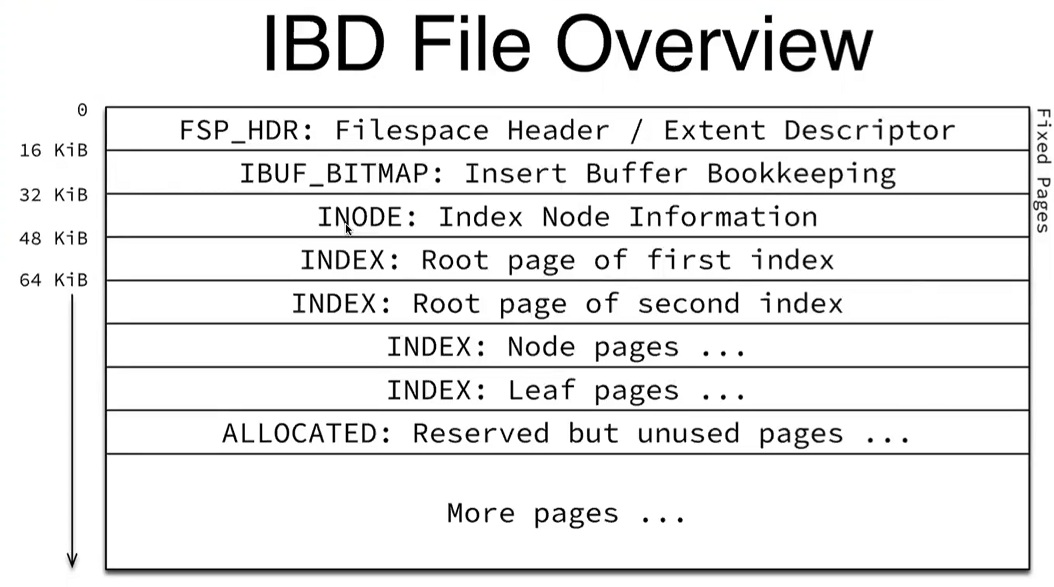 IBD File Overview
0
FSP_HDR: Filespace Header / Extent Descriptor
16 KiB
IBUF_BITMAP: Insert Buffer Bookkeeping
32 KiB
INODE: Index Node Information
48 KiB
INDEX: Root page of first index
64 KiB
INDEX: Root page of second index
INDEX: Node pages ...
INDEX: Leaf pages ...
ALLOCATED: Reserved but unused pages ...
More pages ...
Fixed Pages